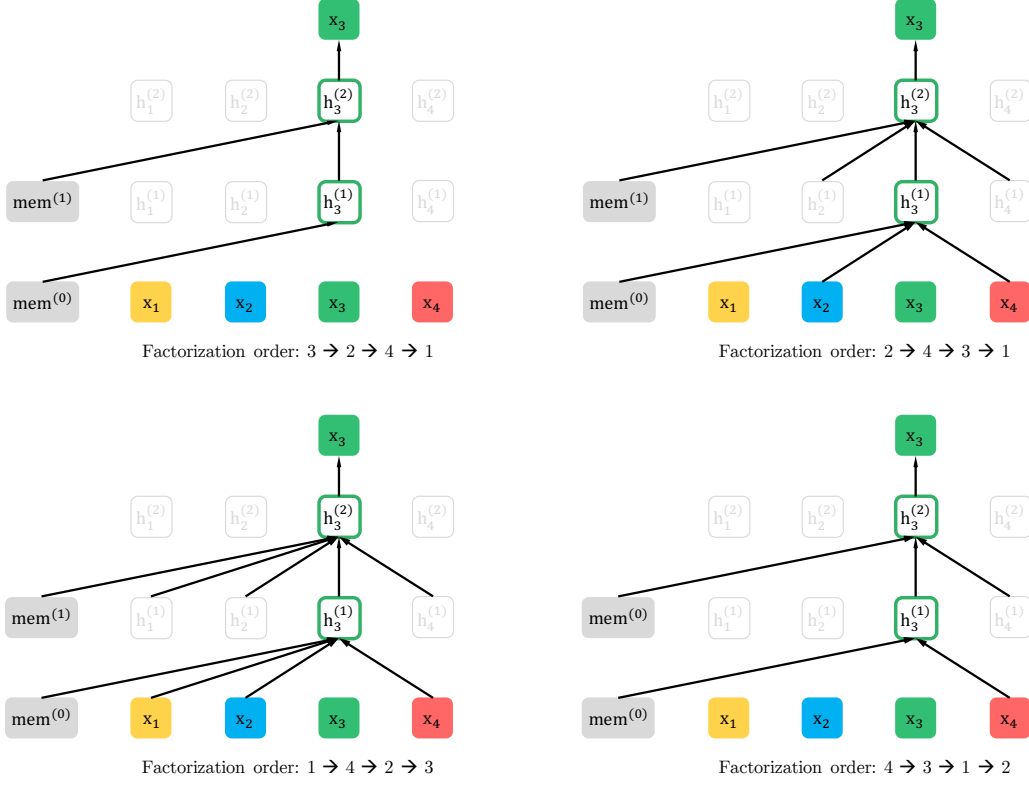 x₃
h₁⁽²⁾ h₂⁽²⁾ h₃⁽²⁾ h₄⁽²⁾
mem⁽¹⁾ h₁⁽¹⁾ h₂⁽¹⁾ h₃⁽¹⁾ h₄⁽¹⁾
mem⁽⁰⁾ x₁ x₂ x₃ x₄
Factorization order: 3 → 2 → 4 → 1
x₃
h₁⁽²⁾ h₂⁽²⁾ h₃⁽²⁾ h₄⁽²⁾
mem⁽¹⁾ h₁⁽¹⁾ h₂⁽¹⁾ h₃⁽¹⁾ h₄⁽¹⁾
mem⁽⁰⁾ x₁ x₂ x₃ x₄
Factorization order: 2 → 4 → 3 → 1
x₃
h₁⁽²⁾ h₂⁽²⁾ h₃⁽²⁾ h₄⁽²⁾
mem⁽¹⁾ h₁⁽¹⁾ h₂⁽¹⁾ h₃⁽¹⁾ h₄⁽¹⁾
mem⁽⁰⁾ x₁ x₂ x₃ x₄
Factorization order: 1 → 4 → 2 → 3
x₃
h₁⁽²⁾ h₂⁽²⁾ h₃⁽²⁾ h₄⁽²⁾
mem⁽⁰⁾ h₁⁽¹⁾ h₂⁽¹⁾ h₃⁽¹⁾ h₄⁽¹⁾
mem⁽⁰⁾ x₁ x₂ x₃ x₄
Factorization order: 4 → 3 → 1 → 2